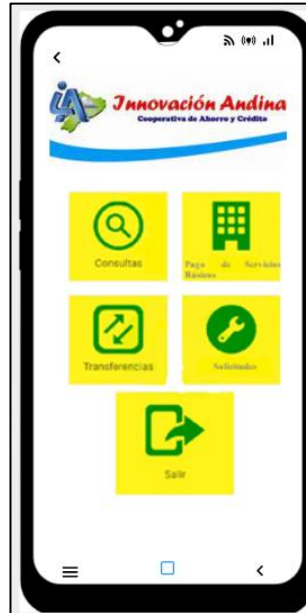 Innovación Andina
Cooperativa de Ahorro y Crédito
Consultas
Pago de Servicios
Básicos
Transferencias
Solicitudes
Salir